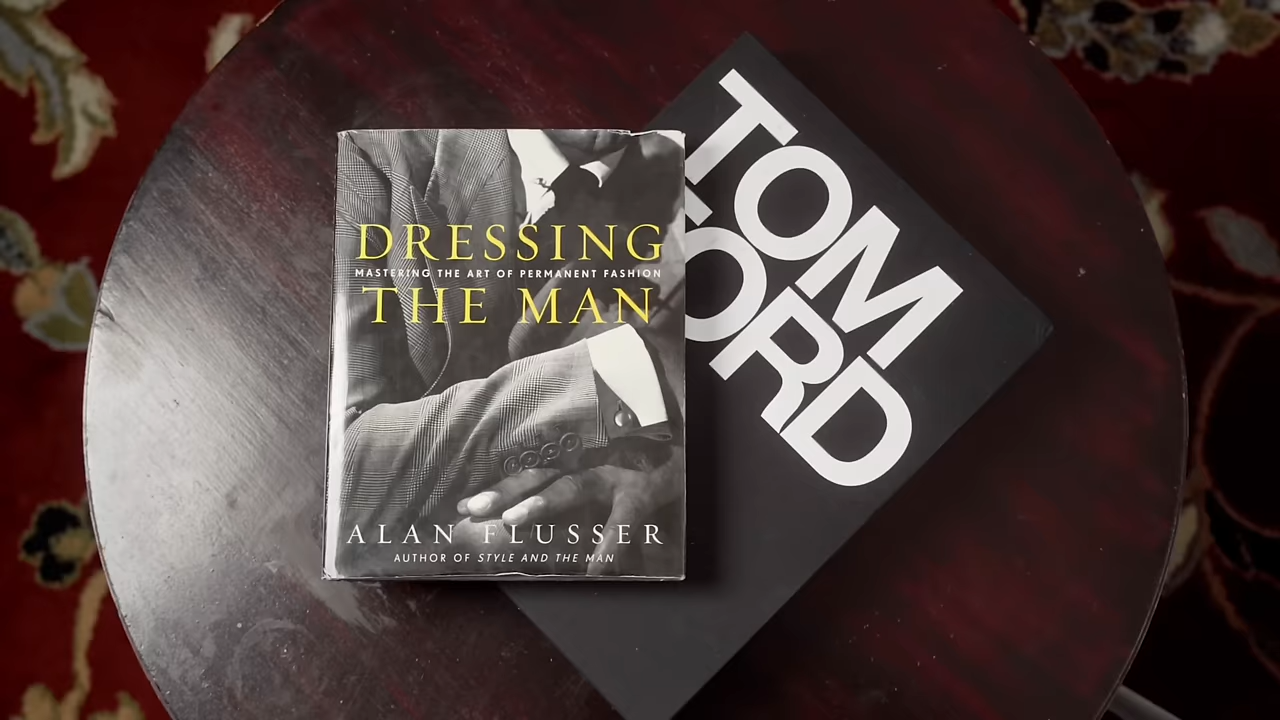 DRESSING
MASTERING THE ART OF PERMANENT FASHION
THE MAN
ALAN FLUSSER
AUTHOR OF STYLE AND THE MAN
TOM
FORD